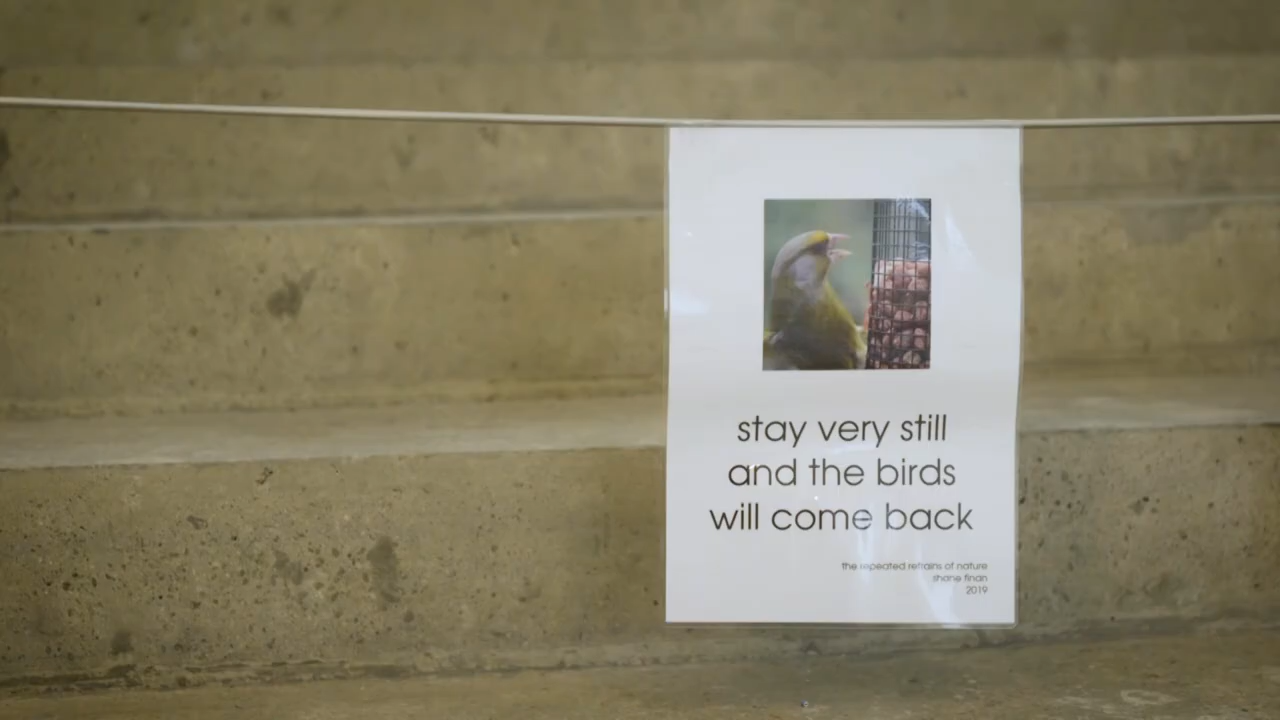 stay very still
and the birds
will come back
the repeated refrains of nature
shane finan
2019